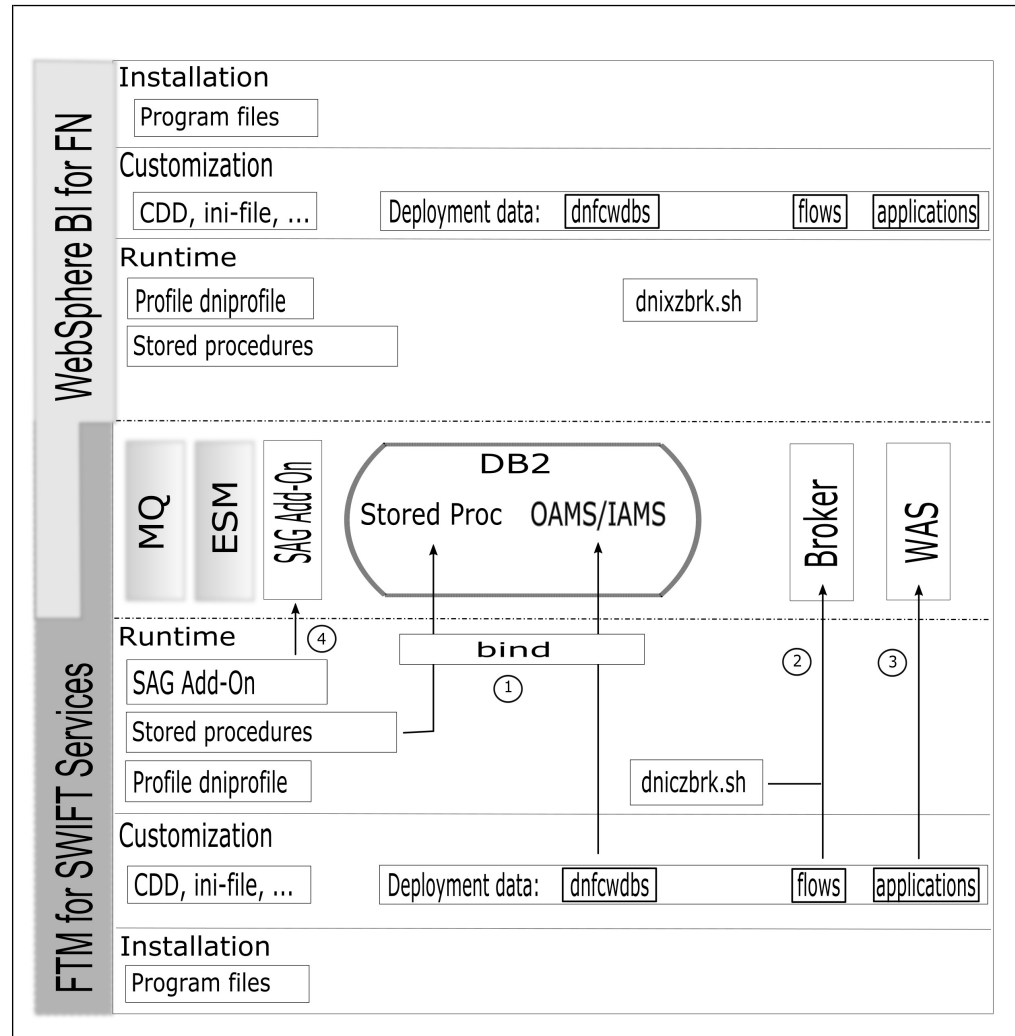 WebSphere BI for FN
Installation
Program files
Customization
CDD, ini-file, ...
Deployment data: dnfcwdbs flows applications
Runtime
Profile dniprofile
dnixzbrk.sh
Stored procedures
MQ
ESM
SAG Add-On
DB2
Stored Proc OAMS/IAMS
Broker
WAS
FTM for SWIFT Services
Runtime
4
bind
1
2
3
SAG Add-On
Stored procedures
Profile dniprofile
dniczbrk.sh
Customization
CDD, ini-file, ...
Deployment data: dnfcwdbs flows applications
Installation
Program files